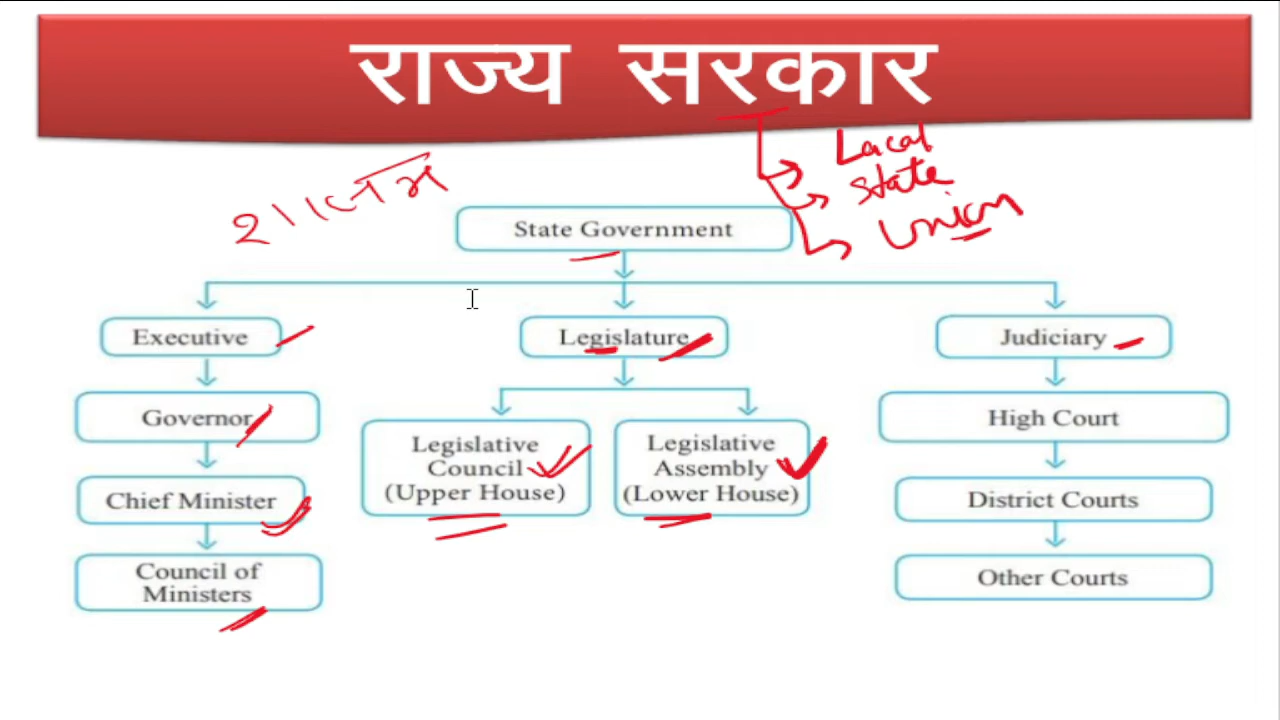 राज्य सरकार
Lacal
State
Union
State Government
Executive
Legislature
Judiciary
Governor
Legislative
Council
(Upper House)
Legislative
Assembly
(Lower House)
High Court
Chief Minister
District Courts
Council of
Ministers
Other Courts